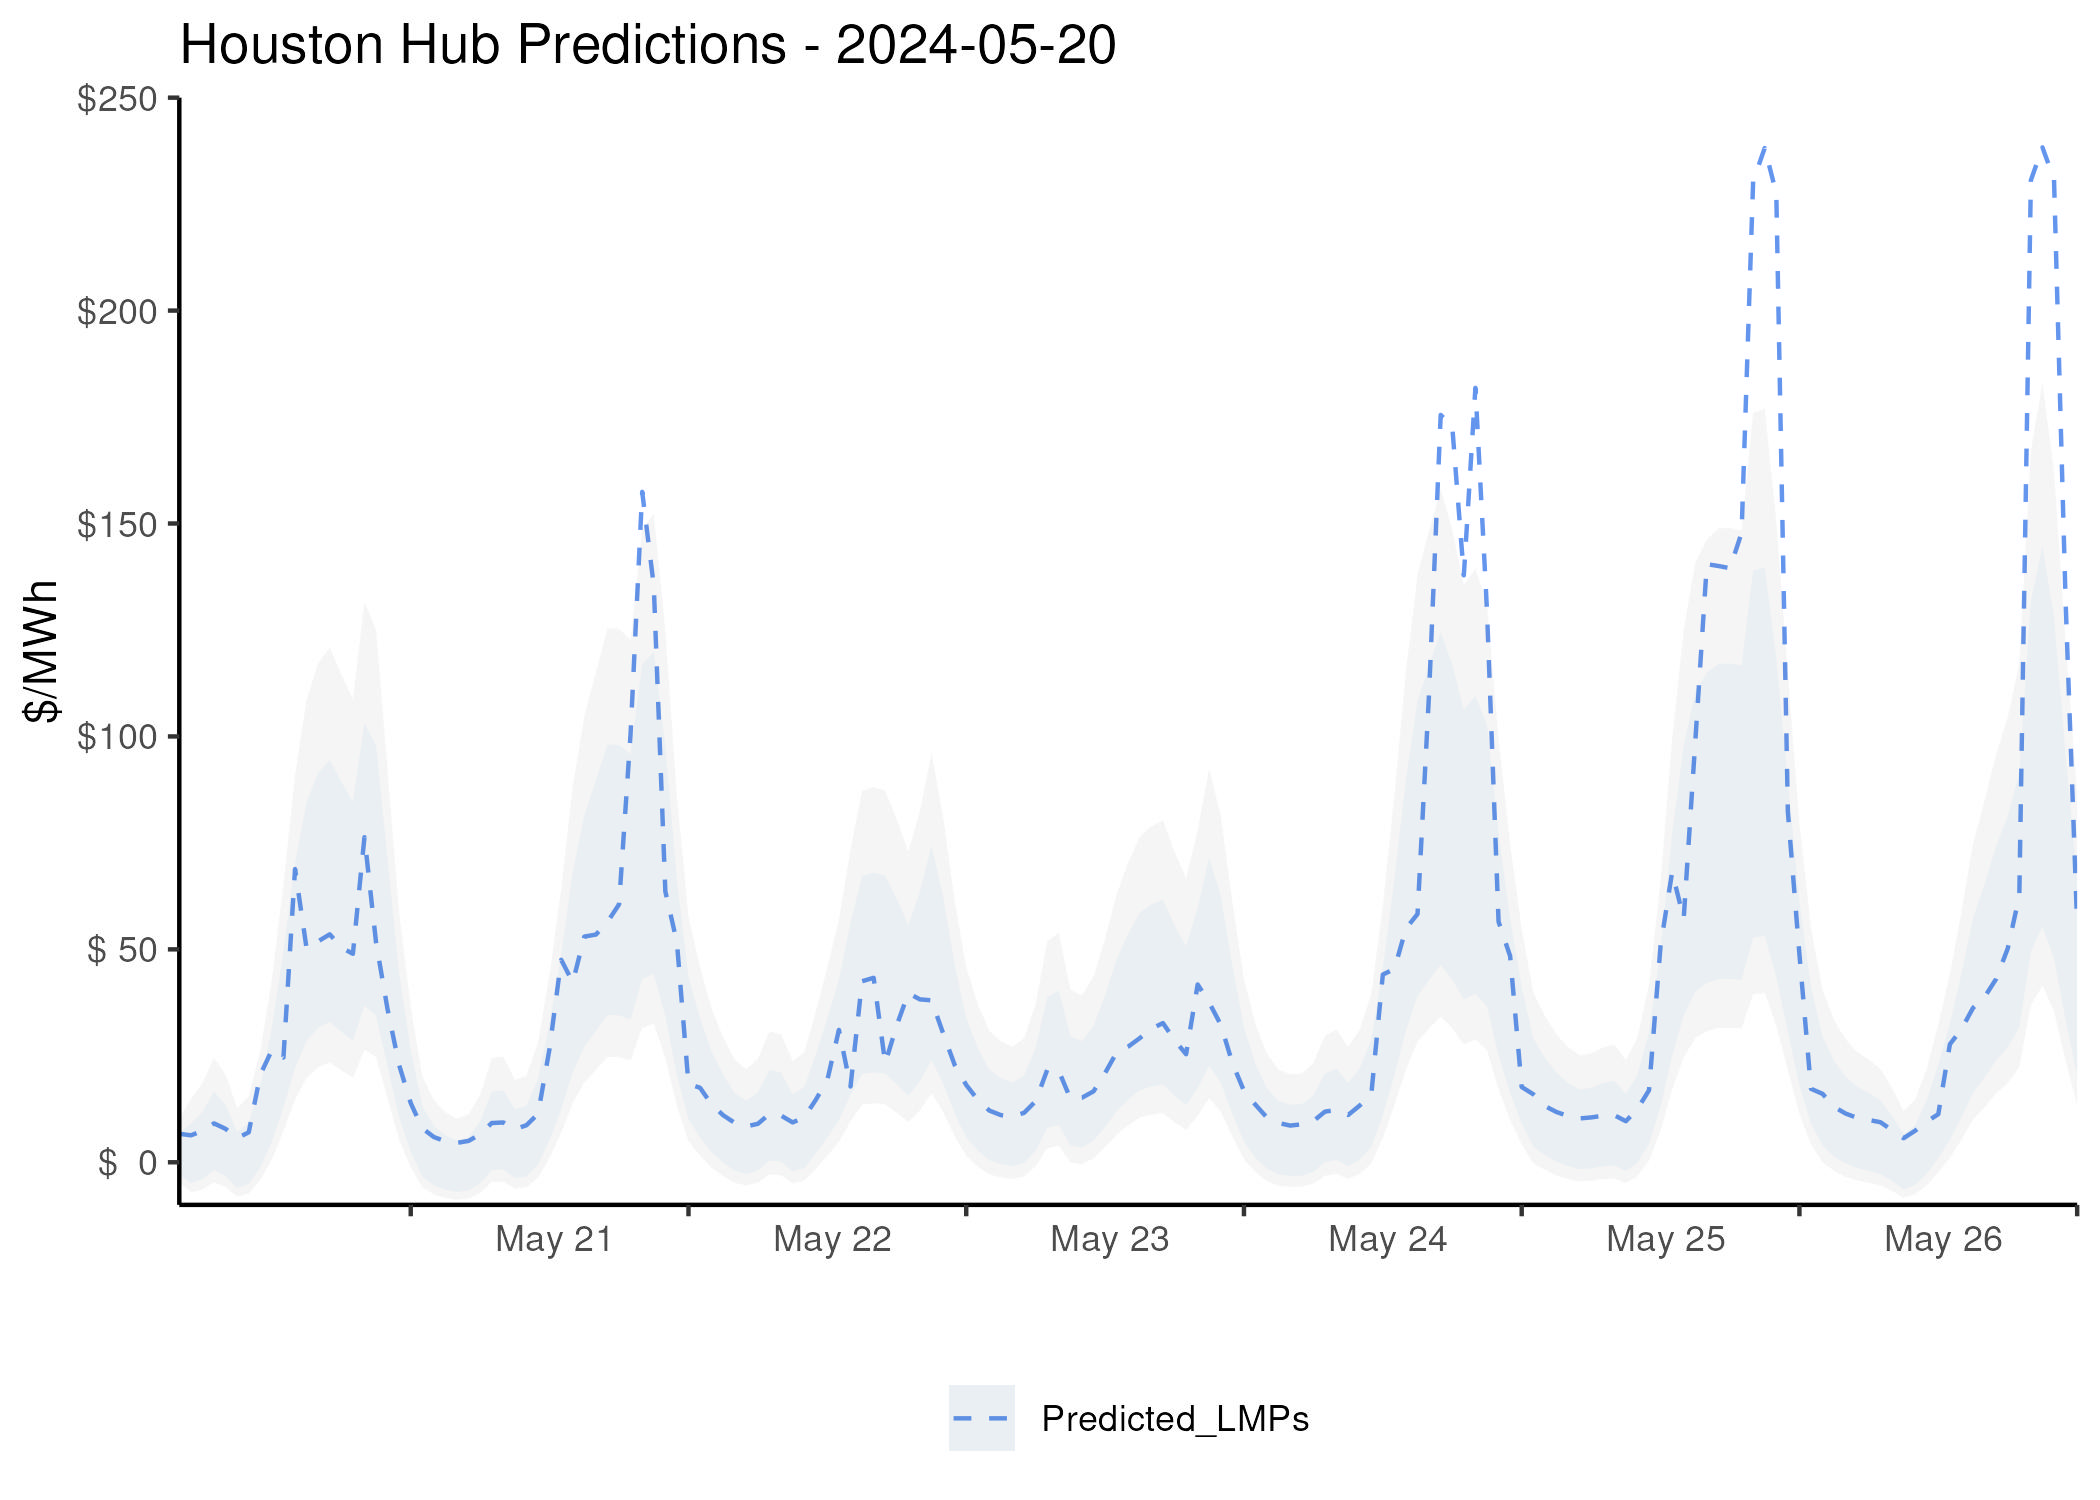 Houston Hub Predictions - 2024-05-20
$250
$200
$150
$100
$ 50
$ 0
$/MWh
May 21
May 22
May 23
May 24
May 25
May 26
Predicted_LMPs